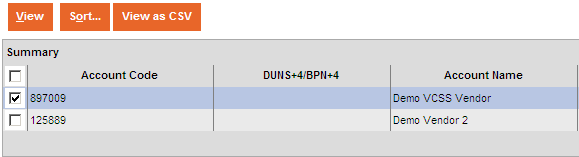 View Sort... View as CSV
Summary
Account Code DUNS+4/BPN+4 Account Name
897009 Demo VCSS Vendor
125889 Demo Vendor 2